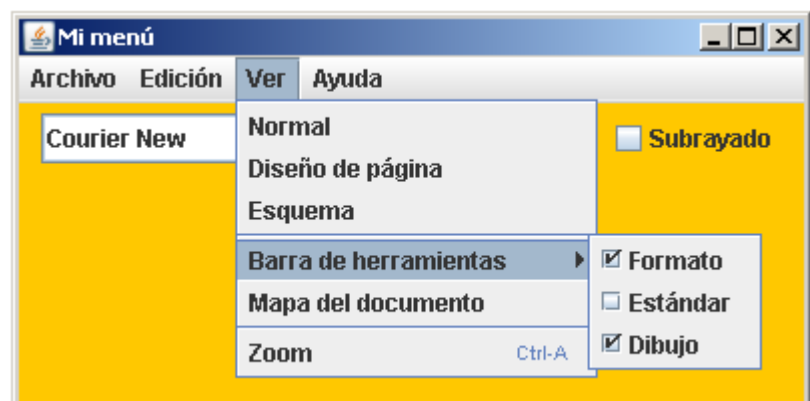 Mi menú
Archivo Edición Ver Ayuda
Courier New
Subrayado
Normal
Diseño de página
Esquema
Barra de herramientas
Mapa del documento
Zoom Ctrl-A
Formato
Estándar
Dibujo